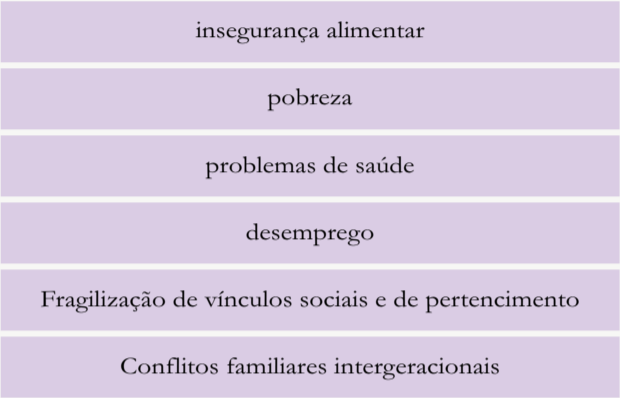 insegurança alimentar
pobreza
problemas de saúde
desemprego
Fragilização de vínculos sociais e de pertencimento
Conflitos familiares intergeracionais